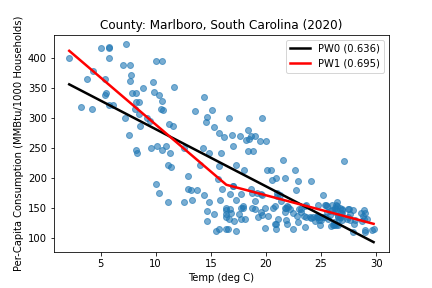 County: Marlboro, South Carolina (2020)
PW0 (0.636)
PW1 (0.695)
Per-Capita Consumption (MMBtu/1000 Households)
400
350
300
250
200
150
100
5 10 15 20 25 30
Temp (deg C)